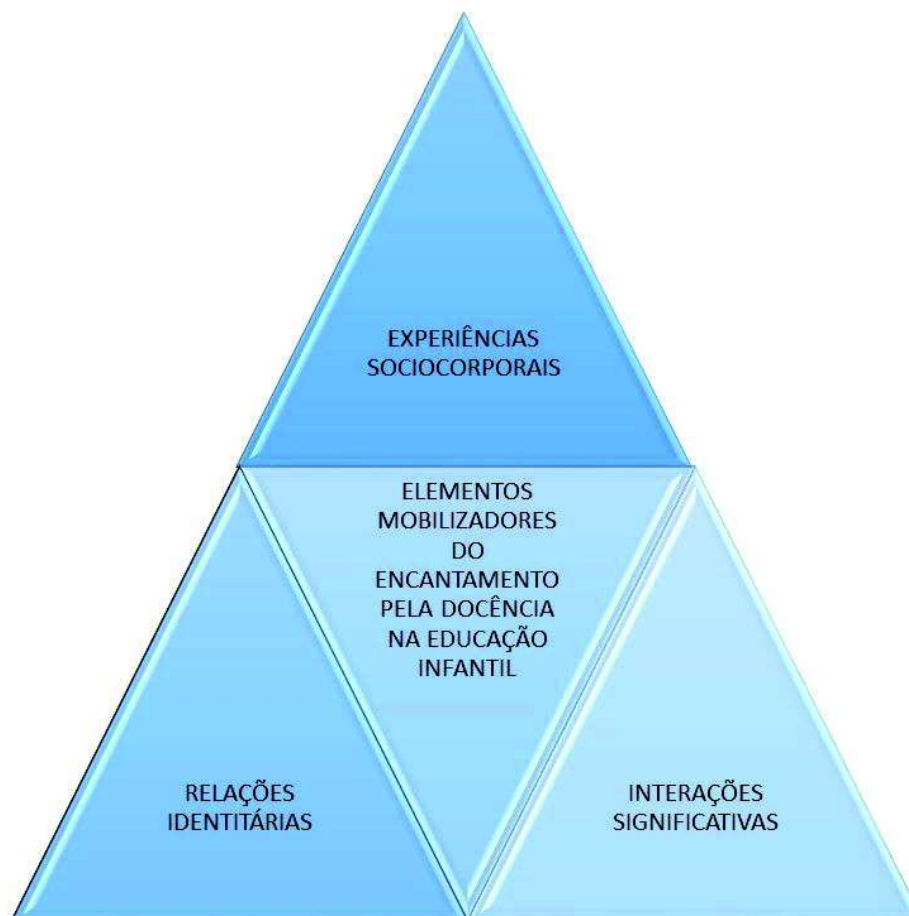 EXPERIÊNCIAS
SOCIOCORPORAIS
ELEMENTOS
MOBILIZADORES
DO
ENCANTAMENTO
PELA DOCÊNCIA
NA EDUCAÇÃO
INFANTIL
RELAÇÕES
IDENTITÁRIAS
INTERAÇÕES
SIGNIFICATIVAS